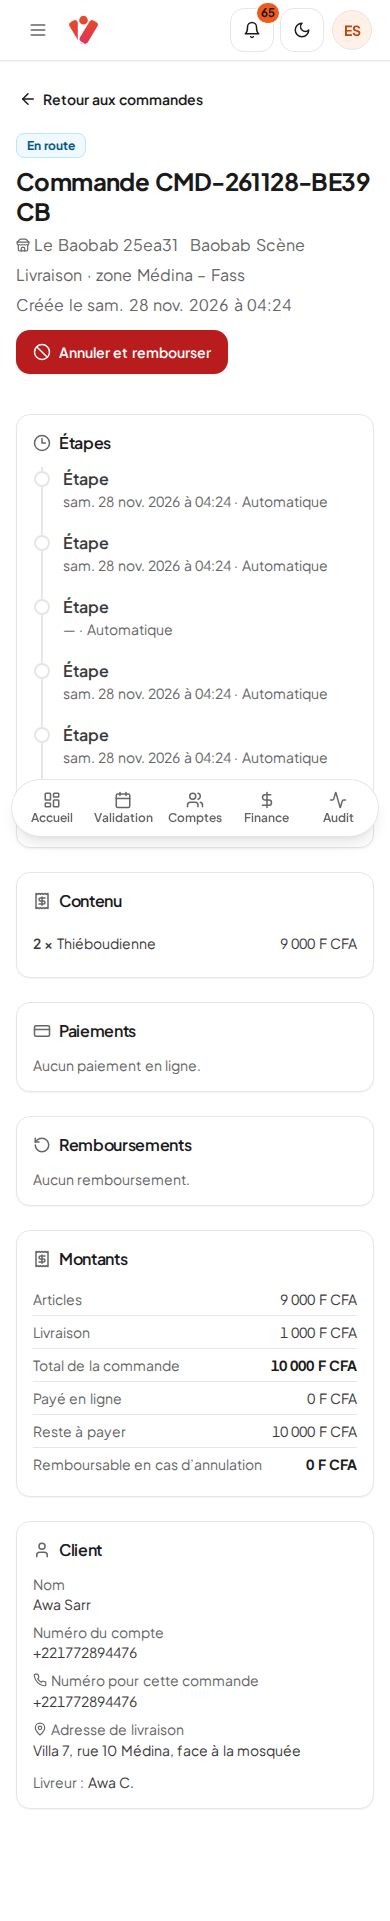 65
ES
Retour aux commandes
En route
Commande CMD-261128-BE39
CB
Le Baobab 25ea31 Baobab Scène
Livraison · zone Médina – Fass
Créée le sam. 28 nov. 2026 à 04:24
Annuler et rembourser
Étapes
Étape
sam. 28 nov. 2026 à 04:24 · Automatique
Étape
sam. 28 nov. 2026 à 04:24 · Automatique
Étape
— · Automatique
Étape
sam. 28 nov. 2026 à 04:24 · Automatique
Étape
sam. 28 nov. 2026 à 04:24 · Automatique
Accueil Validation Comptes Finance Audit
Contenu
2 × Thiéboudienne 9 000 F CFA
Paiements
Aucun paiement en ligne.
Remboursements
Aucun remboursement.
Montants
Articles 9 000 F CFA
Livraison 1 000 F CFA
Total de la commande 10 000 F CFA
Payé en ligne 0 F CFA
Reste à payer 10 000 F CFA
Remboursable en cas d’annulation 0 F CFA
Client
Nom
Awa Sarr
Numéro du compte
+221772894476
Numéro pour cette commande
+221772894476
Adresse de livraison
Villa 7, rue 10 Médina, face à la mosquée
Livreur : Awa C.